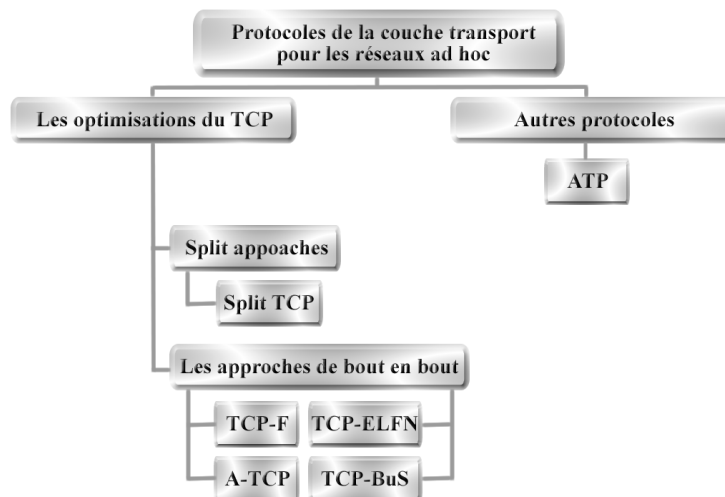 Protocoles de la couche transport
pour les réseaux ad hoc
Les optimisations du TCP
Autres protocoles
ATP
Split appoaches
Split TCP
Les approches de bout en bout
TCP-F
TCP-ELFN
A-TCP
TCP-BuS